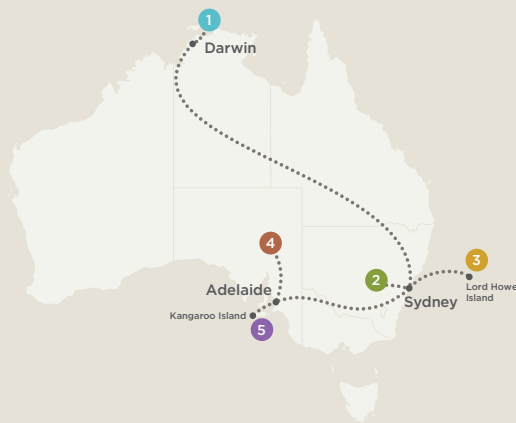 1
Darwin
4
3
2
Lord Howe
Island
Adelaide
Sydney
Kangaroo Island
5